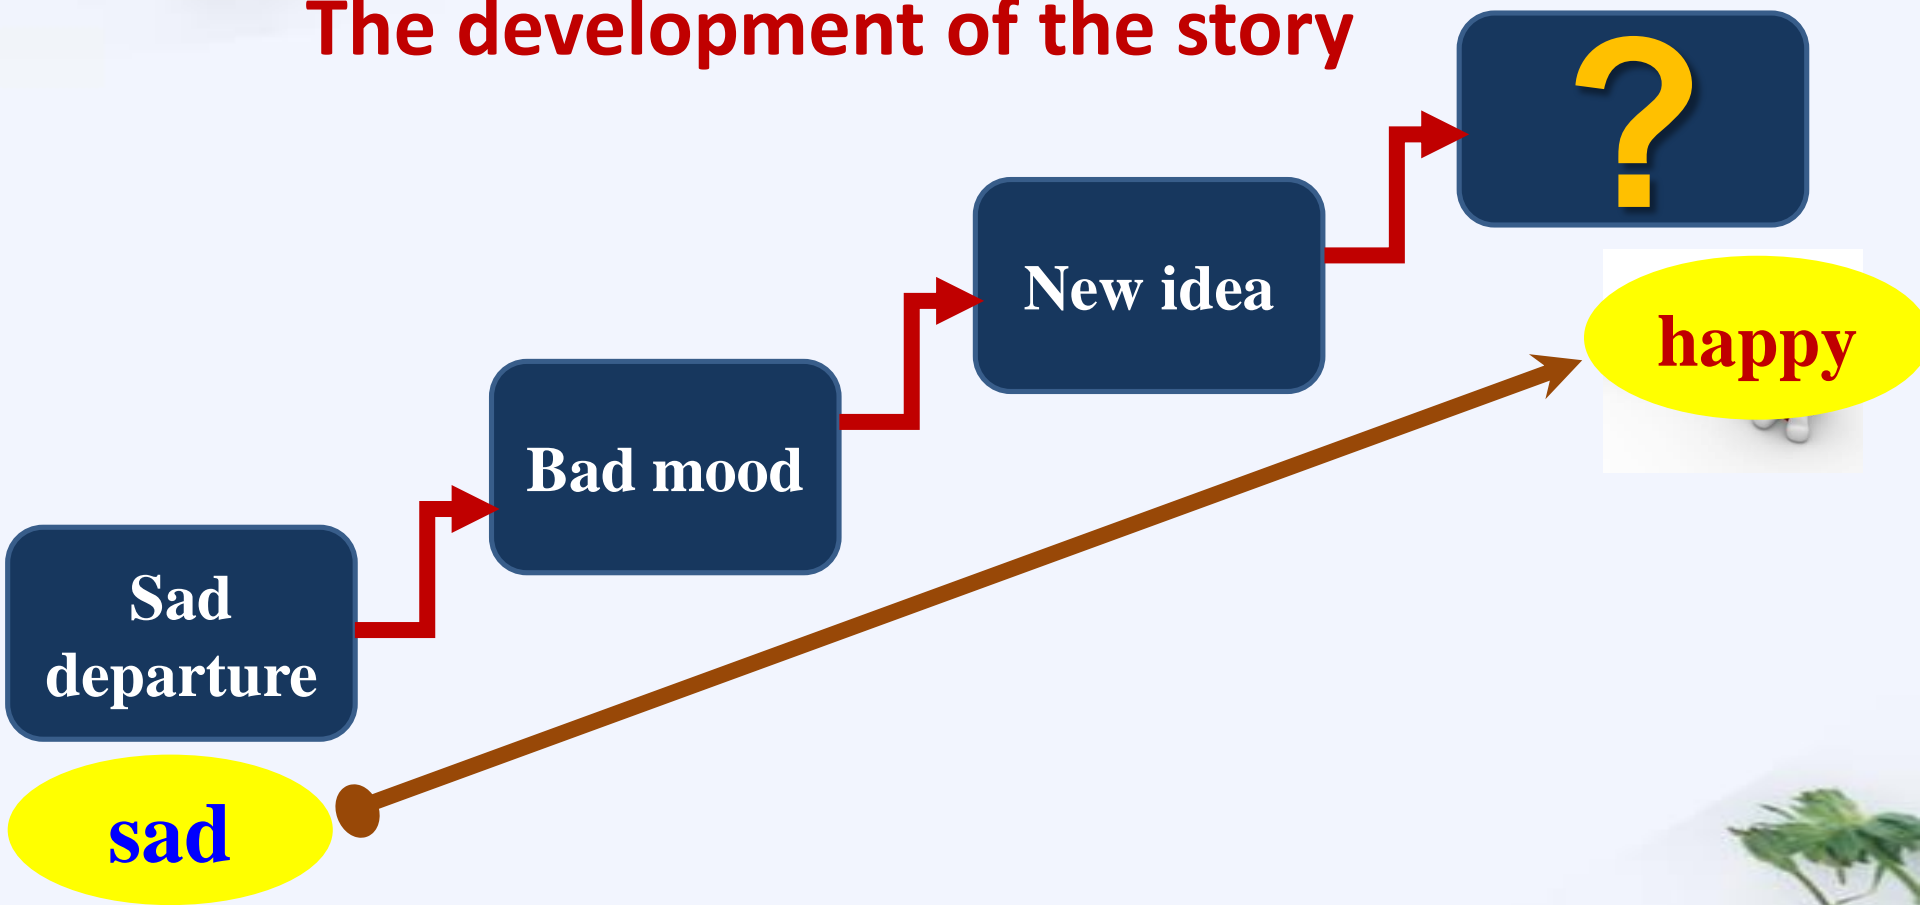 The development of the story
?
New idea
happy
Bad mood
Sad
departure
sad